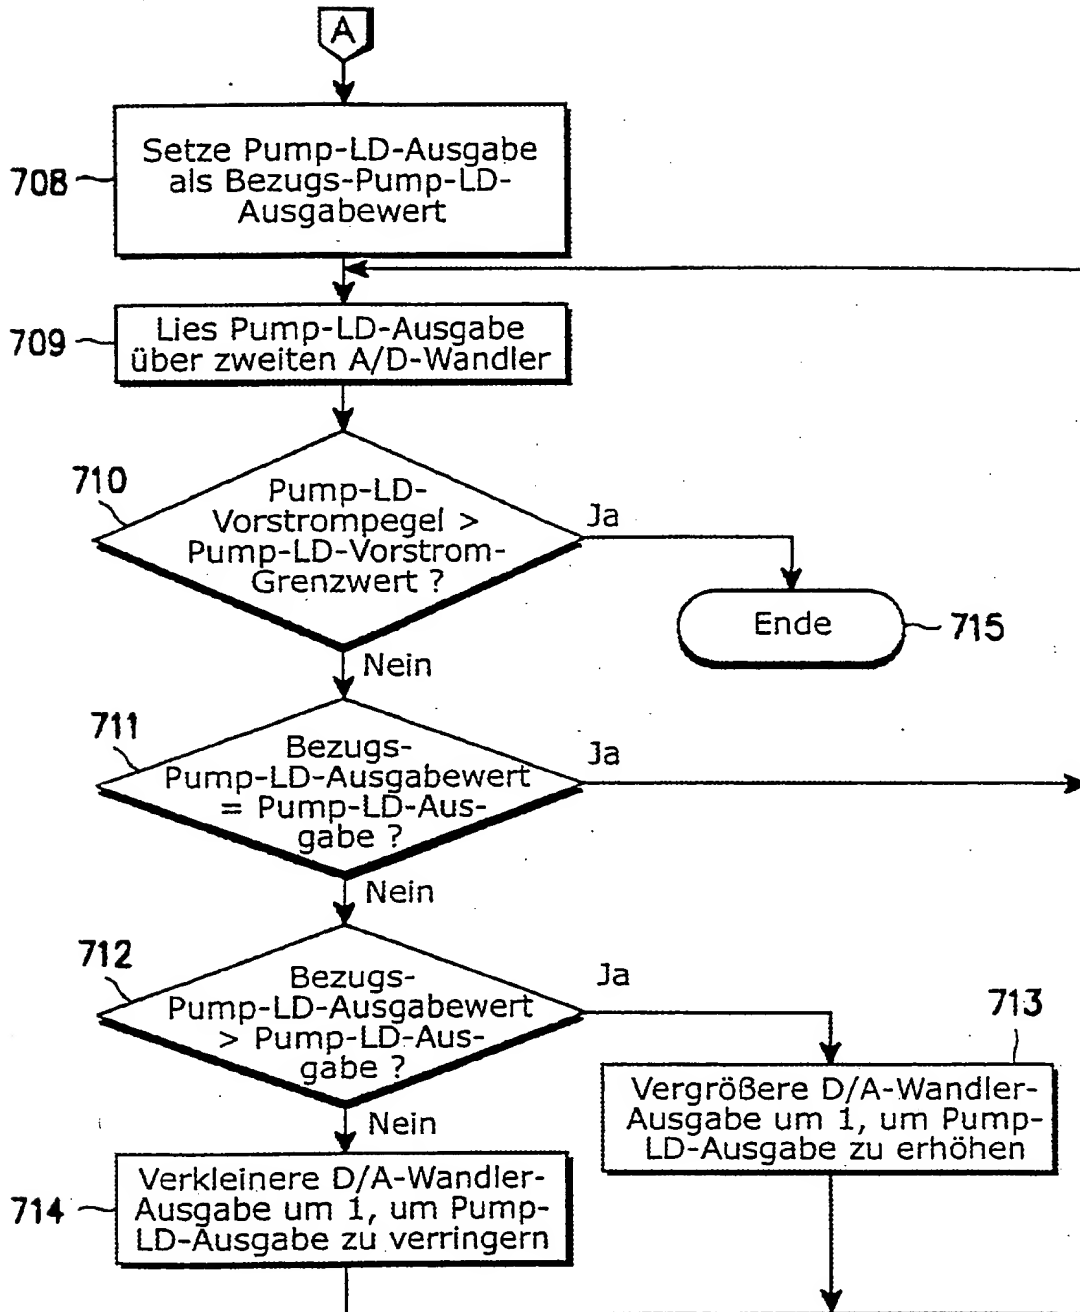 A
708
Setze Pump-LD-Ausgabe
als Bezugs-Pump-LD-
Ausgabewert
709
Lies Pump-LD-Ausgabe
über zweiten A/D-Wandler
710
Pump-LD-
Vorstrompegel >
Pump-LD-Vorstrom-
Grenzwert ?
Ja
Ende
715
Nein
711
Bezugs-
Pump-LD-Ausgabewert
= Pump-LD-Aus-
gabe ?
Ja
Nein
712
Bezugs-
Pump-LD-Ausgabewert
> Pump-LD-Aus-
gabe ?
Ja
713
Vergrößere D/A-Wandler-
Ausgabe um 1, um Pump-
LD-Ausgabe zu erhöhen
Nein
714
Verkleinere D/A-Wandler-
Ausgabe um 1, um Pump-
LD-Ausgabe zu verringern